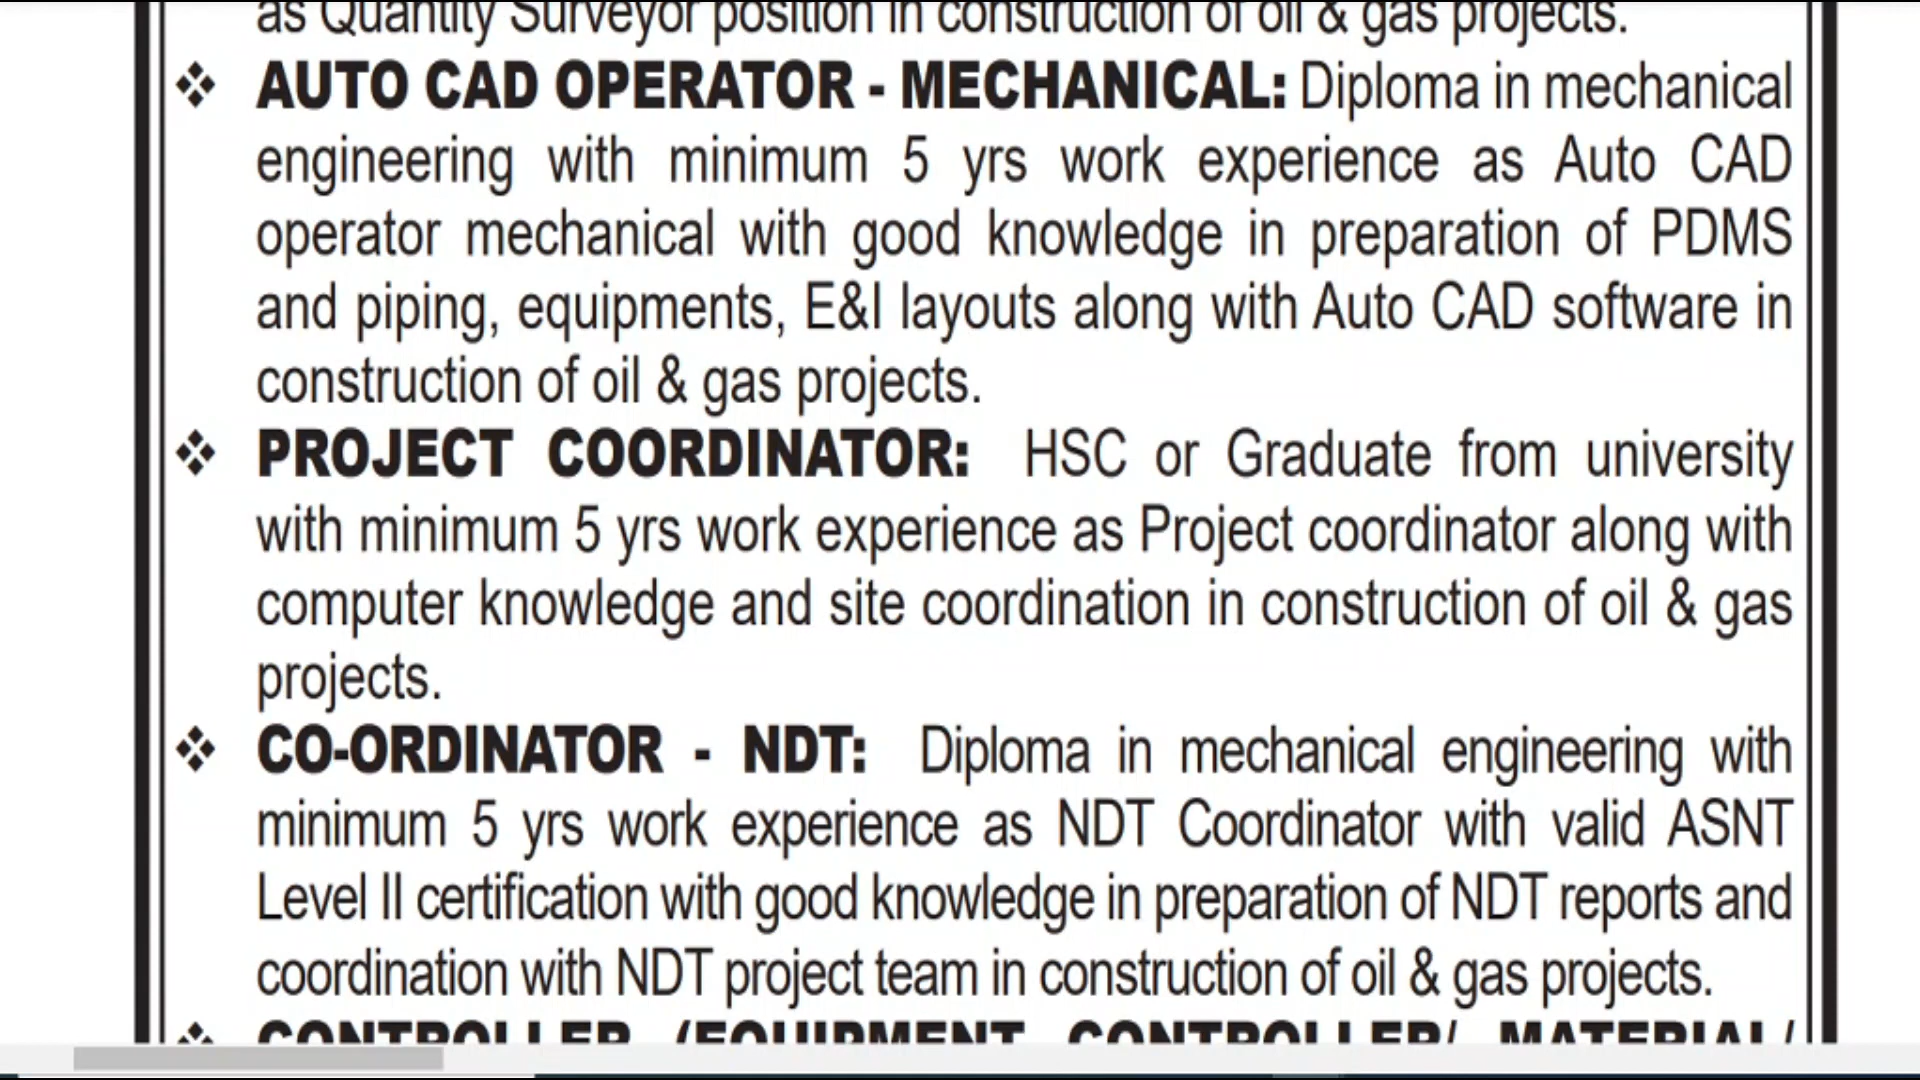 as Quantity Surveyor position in construction of oil & gas projects.
❖ AUTO CAD OPERATOR - MECHANICAL: Diploma in mechanical
engineering with minimum 5 yrs work experience as Auto CAD
operator mechanical with good knowledge in preparation of PDMS
and piping, equipments, E&I layouts along with Auto CAD software in
construction of oil & gas projects.
❖ PROJECT COORDINATOR: HSC or Graduate from university
with minimum 5 yrs work experience as Project coordinator along with
computer knowledge and site coordination in construction of oil & gas
projects.
❖ CO-ORDINATOR - NDT: Diploma in mechanical engineering with
minimum 5 yrs work experience as NDT Coordinator with valid ASNT
Level II certification with good knowledge in preparation of NDT reports and
coordination with NDT project team in construction of oil & gas projects.
❖ CONTROLLER (EQUIPMENT CONTROLLER/ MATERIAL/